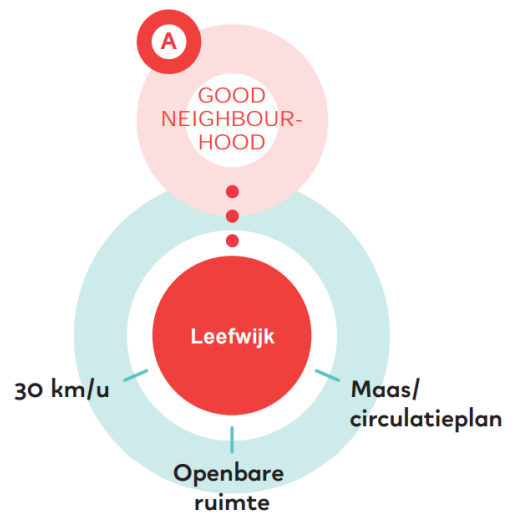 A
GOOD
NEIGHBOUR-
HOOD
Leefwijk
30 km/u
Maas/
circulatieplan
Openbare
ruimte